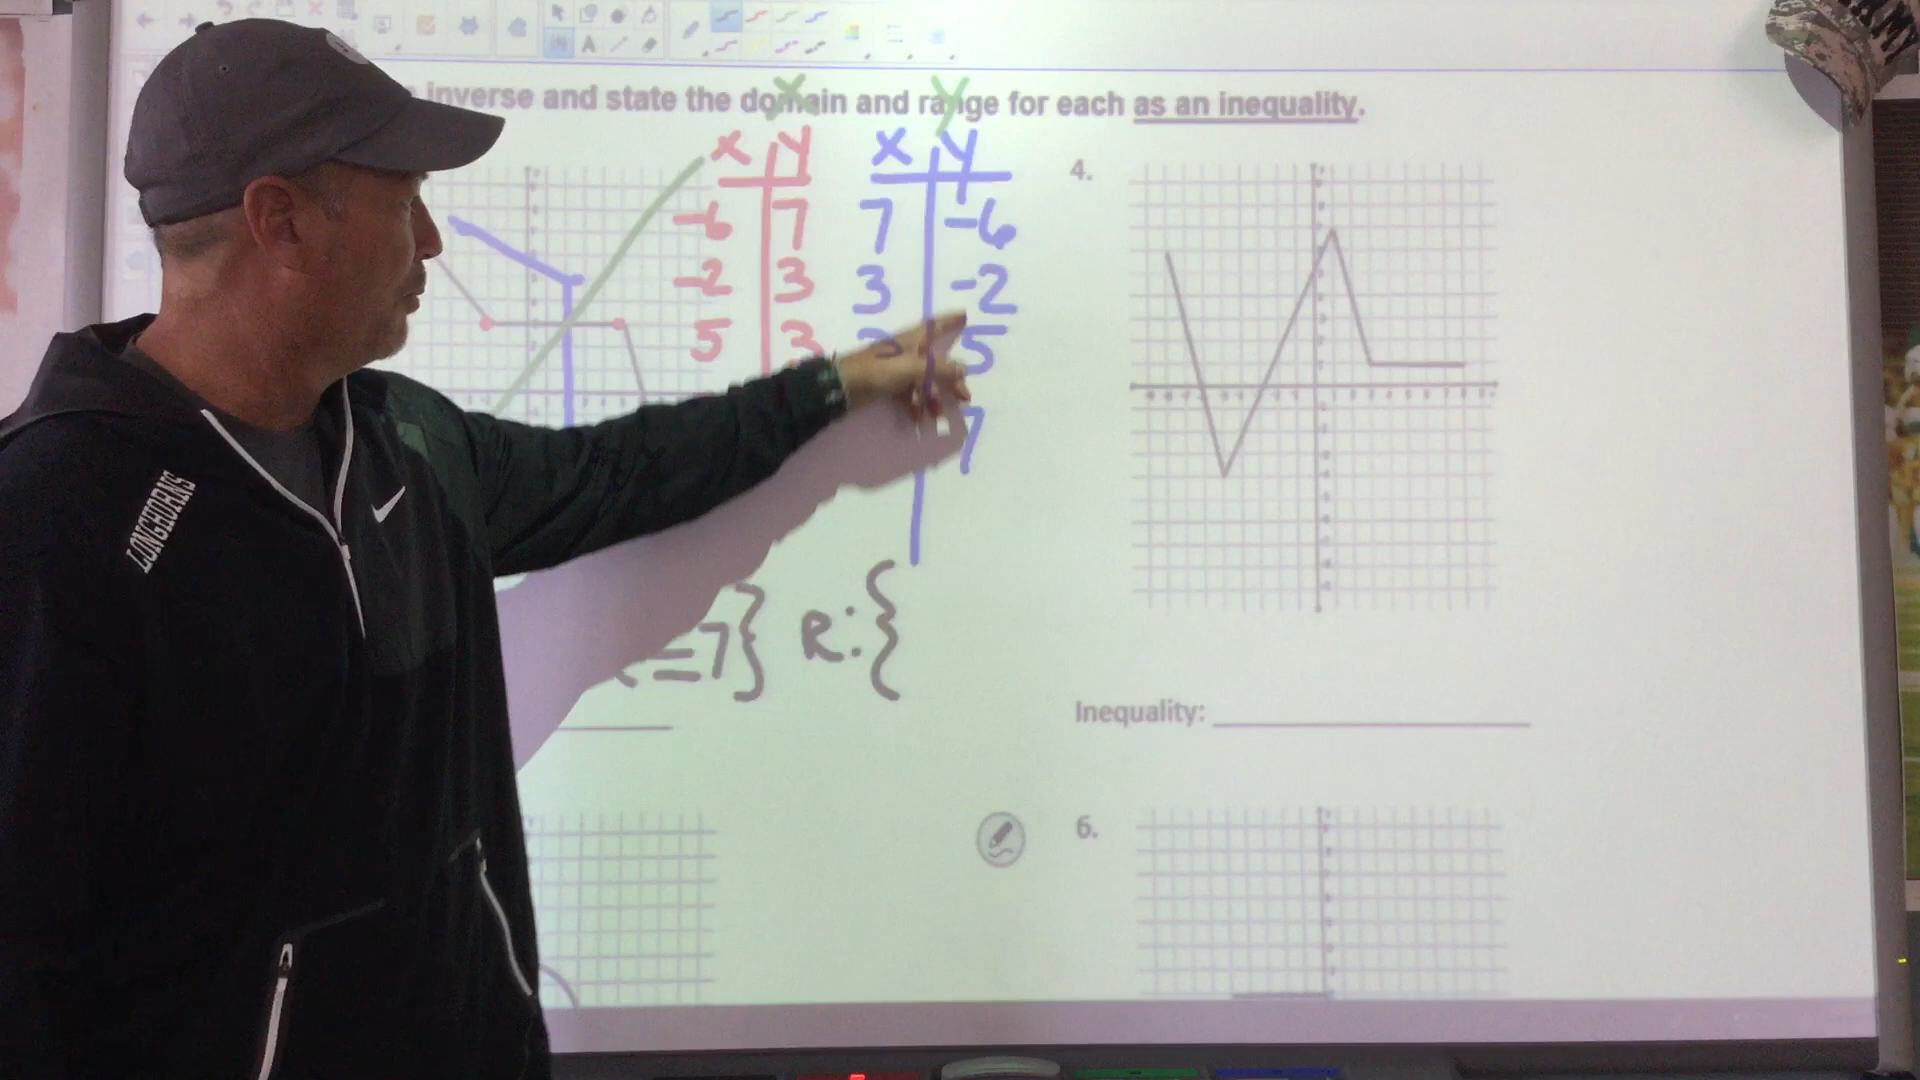 inverse and state the domain and range for each as an inequality.
X Y
X Y X Y
-6 7 7 -6
-2 3 3 -2
5 3 5
7
=7} R:{
4.
Inequality:
6.
LONGHORNS